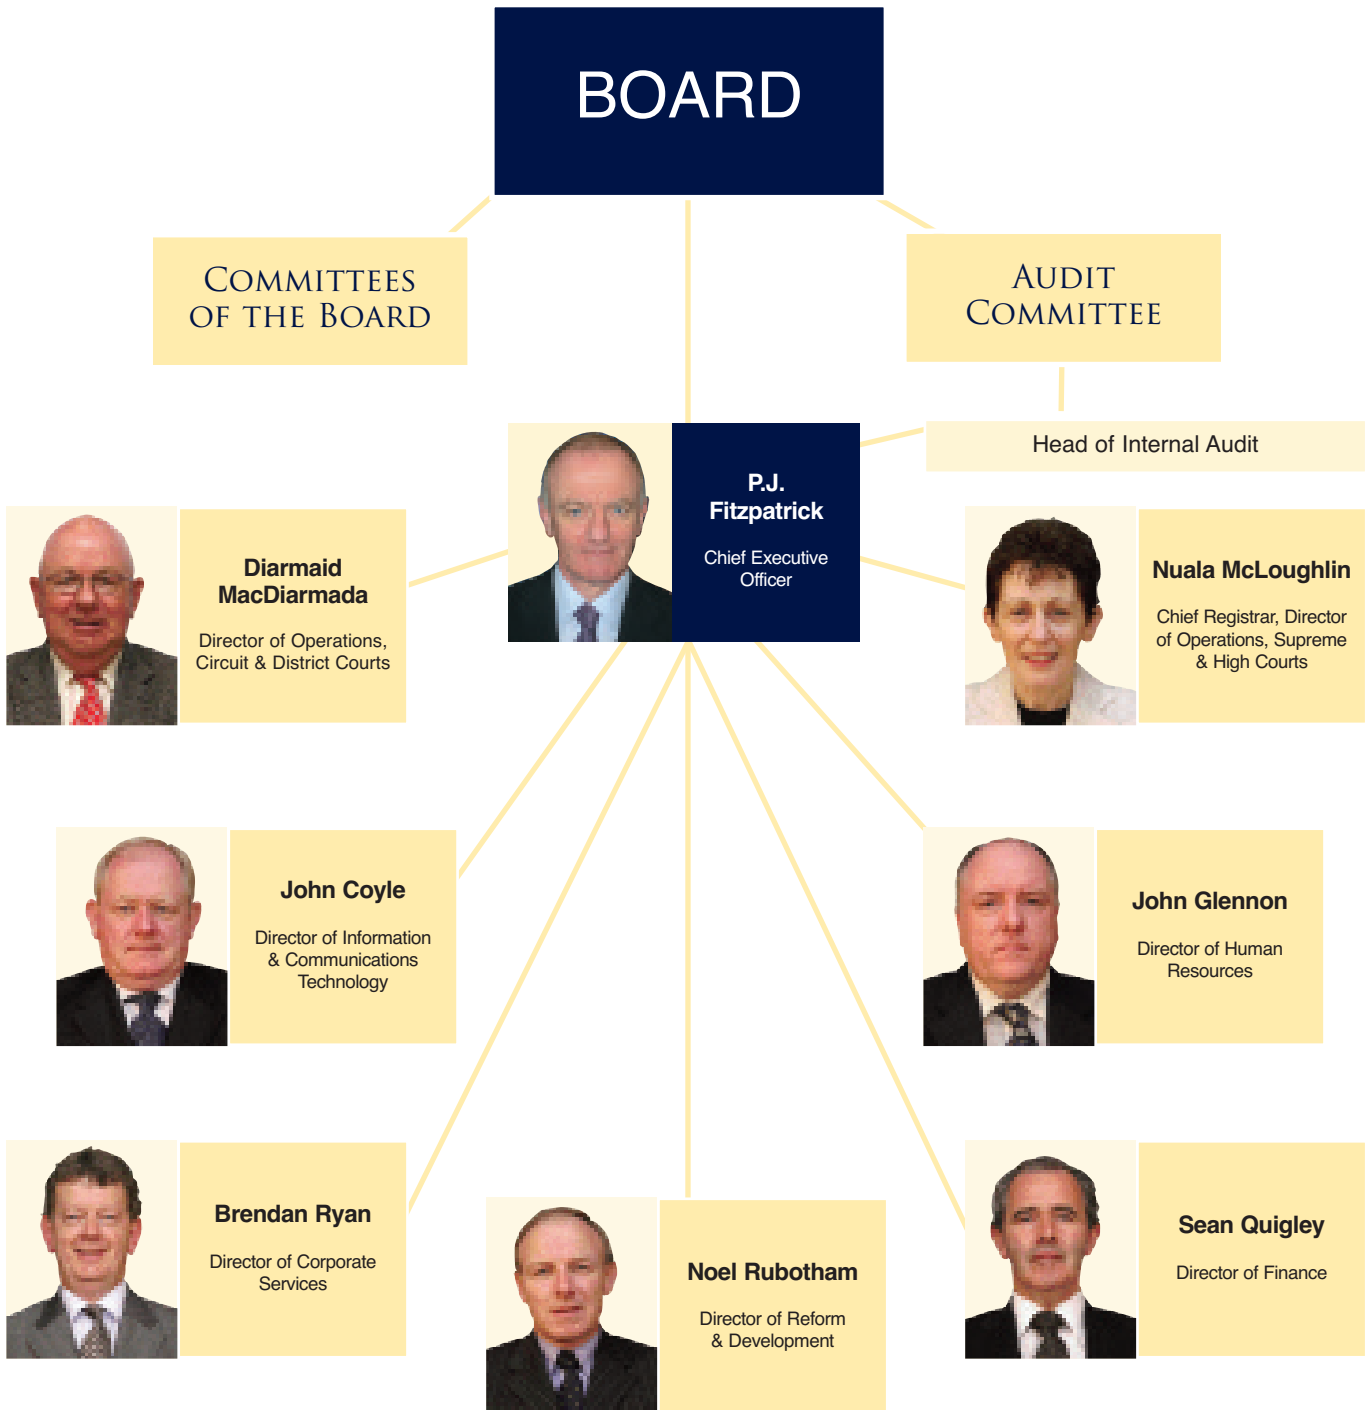 BOARD
COMMITTEES
OF THE BOARD
AUDIT
COMMITTEE
Head of Internal Audit
P.J.
Fitzpatrick
Chief Executive
Officer
Diarmaid
MacDiarmada
Director of Operations,
Circuit & District Courts
Nuala McLoughlin
Chief Registrar, Director
of Operations, Supreme
& High Courts
John Coyle
Director of Information
& Communications
Technology
John Glennon
Director of Human
Resources
Brendan Ryan
Director of Corporate
Services
Noel Rubotham
Director of Reform
& Development
Sean Quigley
Director of Finance